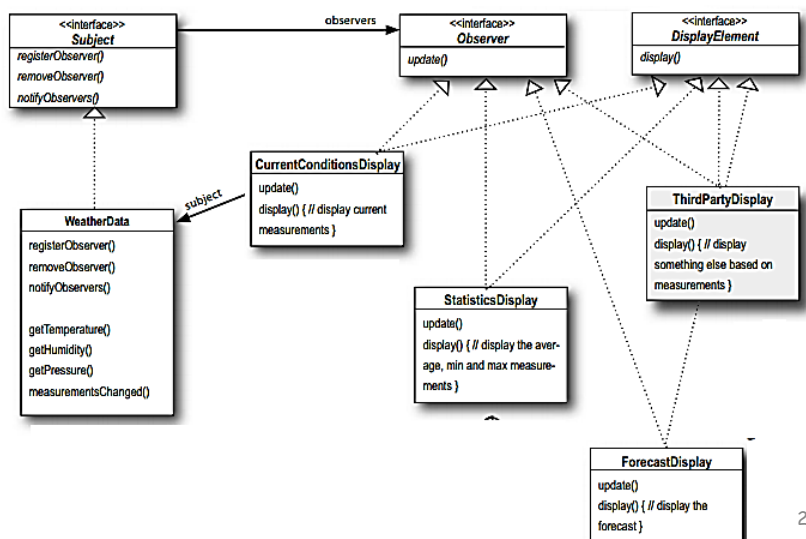 <<interface>>
Subject
registerObserver()
removeObserver()
notifyObservers()
observers
<<interface>>
Observer
update()
<<interface>>
DisplayElement
display()
CurrentConditionsDisplay
update()
display() { // display current
measurements }
subject
WeatherData
registerObserver()
removeObserver()
notifyObservers()
getTemperature()
getHumidity()
getPressure()
measurementsChanged()
ThirdPartyDisplay
update()
display() { // display
something else based on
measurements }
StatisticsDisplay
update()
display() { // display the aver-
age, min and max measure-
ments }
ForecastDisplay
update()
display() { // display the
forecast }
2